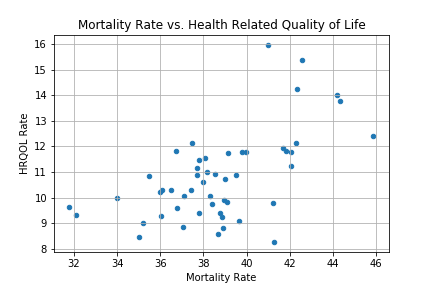 Mortality Rate vs. Health Related Quality of Life
16
15
14
13
12
11
10
9
8
HRQOL Rate
32 34 36 38 40 42 44 46
Mortality Rate